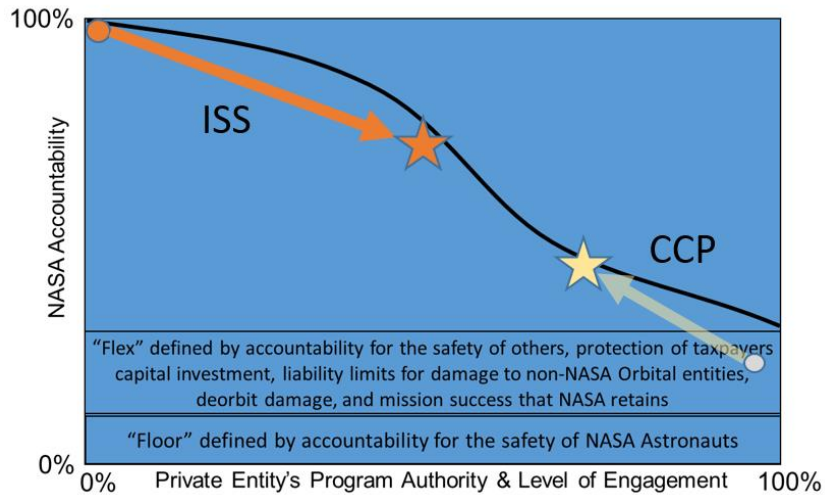 100%
NASA Accountability
ISS
CCP
“Flex” defined by accountability for the safety of others, protection of taxpayers
capital investment, liability limits for damage to non-NASA Orbital entities,
deorbit damage, and mission success that NASA retains
“Floor” defined by accountability for the safety of NASA Astronauts
0%
0%
Private Entity’s Program Authority & Level of Engagement
100%